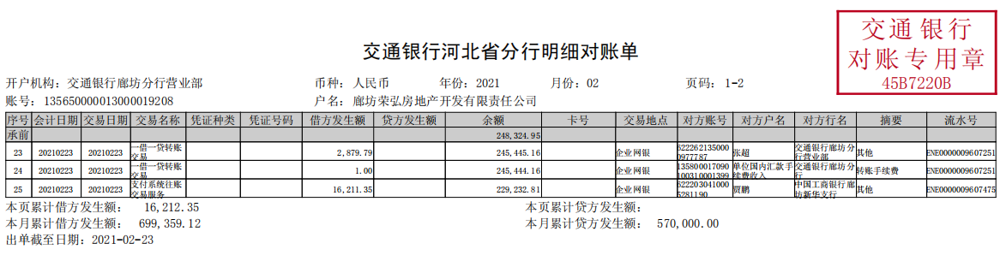 交通银行
对账专用章
45B7220B
交通银行河北省分行明细对账单
开户机构：交通银行廊坊分行营业部 币种：人民币 年份：2021 月份：02 页码：1-2
账号：135650000013000019208 户名：廊坊荣弘房地产开发有限责任公司
序号 会计日期 交易日期 交易名称 凭证种类 凭证号码 借方发生额 贷方发生额 余额 卡号 交易地点 对方账号 对方户名 对方行名 摘要 流水号
承前 248,324.95
23 20210223 20210223 一借一贷转账交易 2,879.79 245,445.16 企业网银 6222621350000977787 张超 交通银行廊坊分行营业部 其他 ENE0000009607251
24 20210223 20210223 一借一贷转账交易 1.00 245,444.16 企业网银 135800017090100310001399 单位国内汇款手续费收入 交通银行廊坊分行 转账手续费 ENE0000009607251
25 20210223 20210223 支付系统往账交易服务 16,211.35 229,232.81 企业网银 6222030410005281190 贾鹏 中国工商银行廊坊新华支行 其他 ENE0000009607475
本页累计借方发生额： 16,212.35 本页累计贷方发生额：
本月累计借方发生额： 699,359.12 本月累计贷方发生额： 570,000.00
出单截至日期：2021-02-23